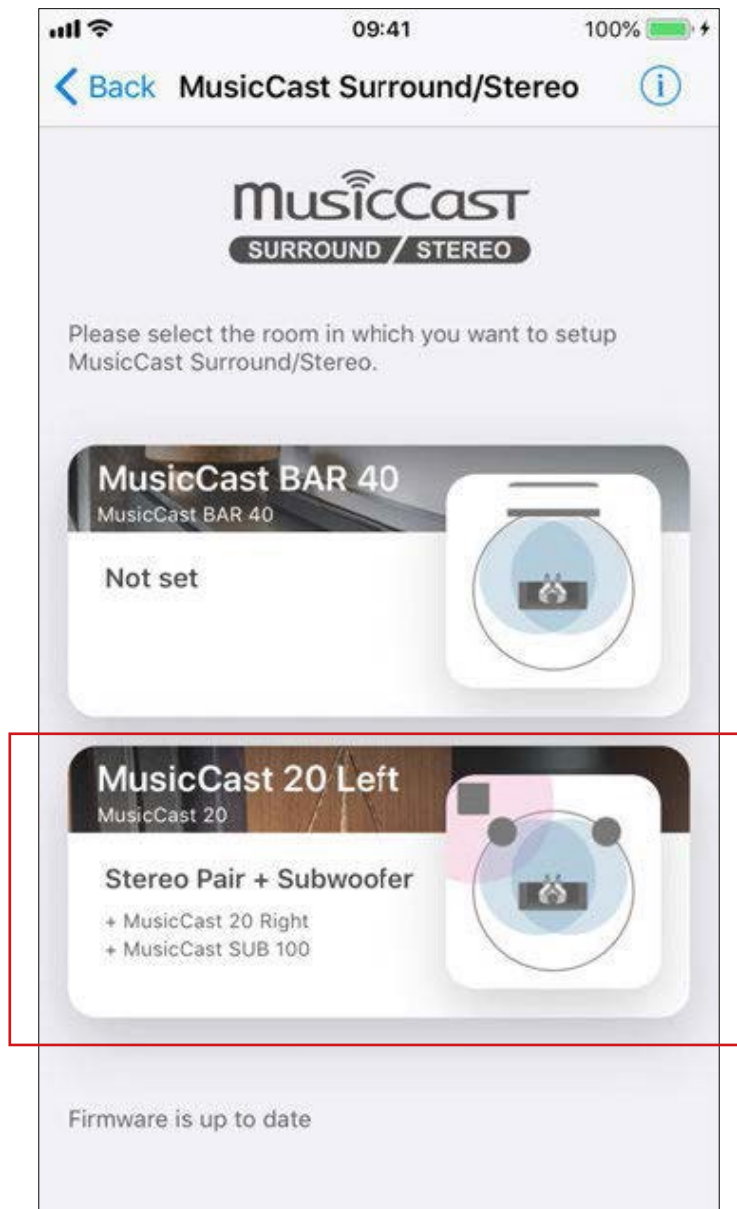 09:41
100%
Back MusicCast Surround/Stereo i
MusicCast
SURROUND / STEREO
Please select the room in which you want to setup
MusicCast Surround/Stereo.
MusicCast BAR 40
MusicCast BAR 40
Not set
MusicCast 20 Left
MusicCast 20
Stereo Pair + Subwoofer
+ MusicCast 20 Right
+ MusicCast SUB 100
Firmware is up to date